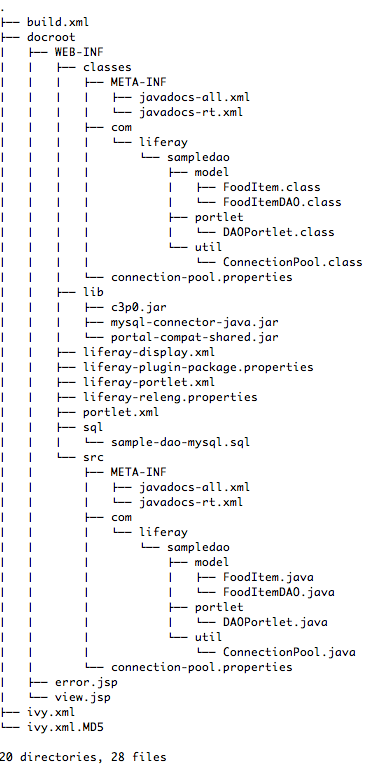 .
├── build.xml
├── docroot
│   ├── WEB-INF
│   │   ├── classes
│   │   │   ├── META-INF
│   │   │   │   ├── javadocs-all.xml
│   │   │   │   └── javadocs-rt.xml
│   │   │   ├── com
│   │   │   │   └── liferay
│   │   │   │       └── sampledao
│   │   │   │           ├── model
│   │   │   │           │   ├── FoodItem.class
│   │   │   │           │   └── FoodItemDAO.class
│   │   │   │           ├── portlet
│   │   │   │           │   └── DAOPortlet.class
│   │   │   │           └── util
│   │   │   │               └── ConnectionPool.class
│   │   │   └── connection-pool.properties
│   │   ├── lib
│   │   │   ├── c3p0.jar
│   │   │   ├── mysql-connector-java.jar
│   │   │   └── portal-compat-shared.jar
│   │   ├── liferay-display.xml
│   │   ├── liferay-plugin-package.properties
│   │   ├── liferay-portlet.xml
│   │   ├── liferay-releng.properties
│   │   ├── portlet.xml
│   │   ├── sql
│   │   │   └── sample-dao-mysql.sql
│   │   └── src
│   │       ├── META-INF
│   │       │   ├── javadocs-all.xml
│   │       │   └── javadocs-rt.xml
│   │       ├── com
│   │       │   └── liferay
│   │       │       └── sampledao
│   │       │           ├── model
│   │       │           │   ├── FoodItem.java
│   │       │           │   └── FoodItemDAO.java
│   │       │           ├── portlet
│   │       │           │   └── DAOPortlet.java
│   │       │           └── util
│   │       │               └── ConnectionPool.java
│   │       └── connection-pool.properties
│   ├── error.jsp
│   └── view.jsp
├── ivy.xml
└── ivy.xml.MD5
20 directories, 28 files